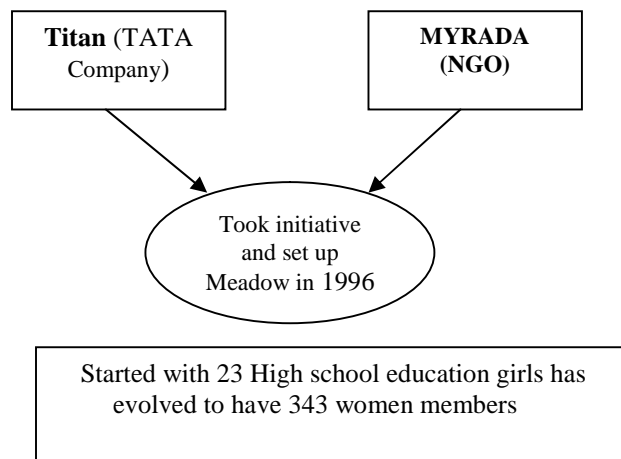 Titan (TATA
Company)
MYRADA
(NGO)
Took initiative
and set up
Meadow in 1996
Started with 23 High school education girls has
evolved to have 343 women members